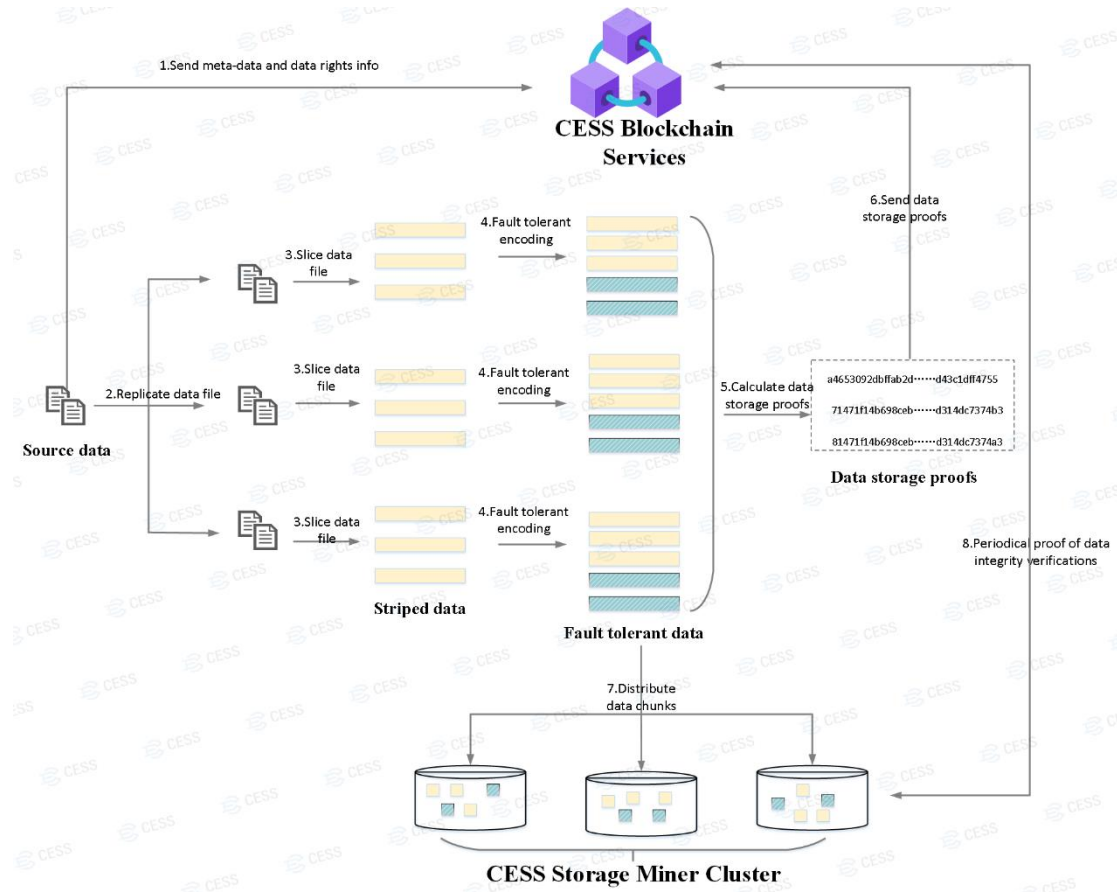 1.Send meta-data and data rights info
CESS Blockchain
Services
6.Send data
storage proofs
3.Slice data
file
4.Fault tolerant
encoding
3.Slice data
file
4.Fault tolerant
encoding
2.Replicate data file
5.Calculate data
storage proofs
a4653092dbffab2d······d43c1dff4755
71471f14b698ceb······d314dc7374b3
81471f14b698ceb······d314dc7374a3
Source data
Data storage proofs
3.Slice data
file
4.Fault tolerant
encoding
8.Periodical proof of data
integrity verifications
Striped data
Fault tolerant data
7.Distribute
data chunks
CESS Storage Miner Cluster
CESS